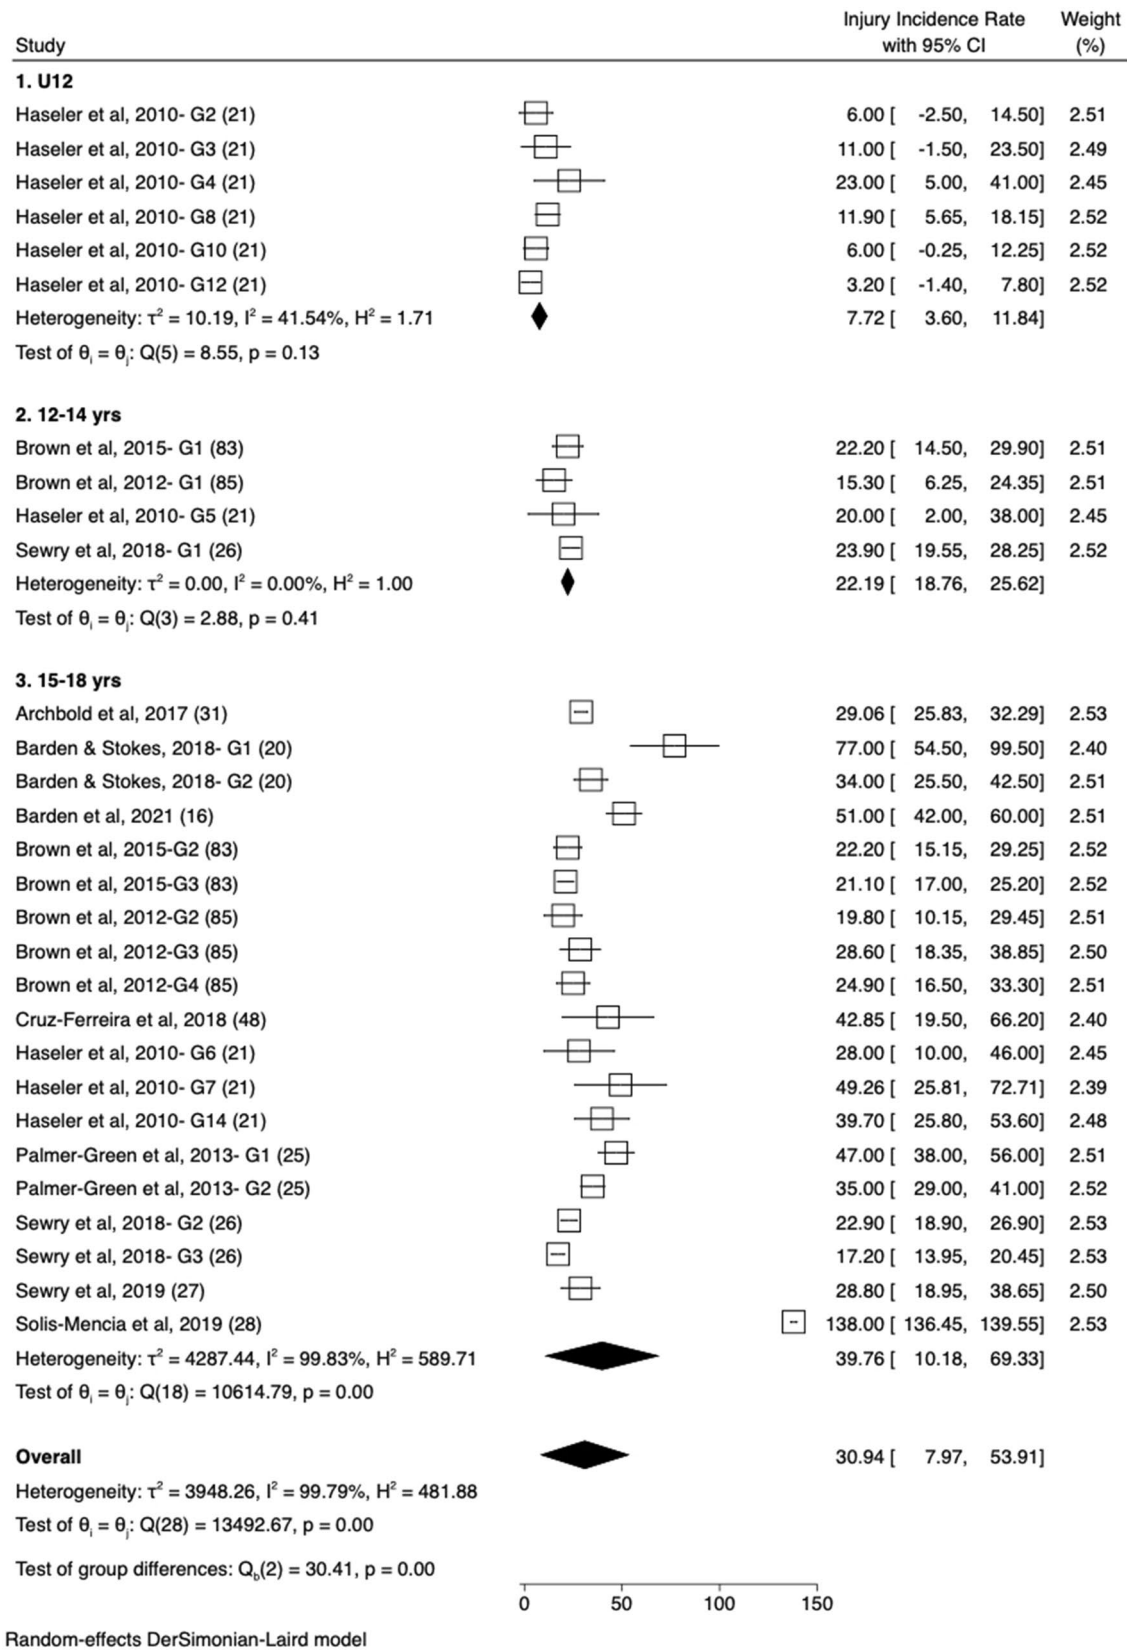 Injury Incidence Rate Weight
Study with 95% CI (%)
1. U12
Haseler et al, 2010- G2 (21) 6.00 [ -2.50, 14.50] 2.51
Haseler et al, 2010- G3 (21) 11.00 [ -1.50, 23.50] 2.49
Haseler et al, 2010- G4 (21) 23.00 [ 5.00, 41.00] 2.45
Haseler et al, 2010- G8 (21) 11.90 [ 5.65, 18.15] 2.52
Haseler et al, 2010- G10 (21) 6.00 [ -0.25, 12.25] 2.52
Haseler et al, 2010- G12 (21) 3.20 [ -1.40, 7.80] 2.52
Heterogeneity: τ² = 10.19, I² = 41.54%, H² = 1.71 7.72 [ 3.60, 11.84]
Test of θᵢ = θⱼ: Q(5) = 8.55, p = 0.13
2. 12-14 yrs
Brown et al, 2015- G1 (83) 22.20 [ 14.50, 29.90] 2.51
Brown et al, 2012- G1 (85) 15.30 [ 6.25, 24.35] 2.51
Haseler et al, 2010- G5 (21) 20.00 [ 2.00, 38.00] 2.45
Sewry et al, 2018- G1 (26) 23.90 [ 19.55, 28.25] 2.52
Heterogeneity: τ² = 0.00, I² = 0.00%, H² = 1.00 22.19 [ 18.76, 25.62]
Test of θᵢ = θⱼ: Q(3) = 2.88, p = 0.41
3. 15-18 yrs
Archbold et al, 2017 (31) 29.06 [ 25.83, 32.29] 2.53
Barden & Stokes, 2018- G1 (20) 77.00 [ 54.50, 99.50] 2.40
Barden & Stokes, 2018- G2 (20) 34.00 [ 25.50, 42.50] 2.51
Barden et al, 2021 (16) 51.00 [ 42.00, 60.00] 2.51
Brown et al, 2015-G2 (83) 22.20 [ 15.15, 29.25] 2.52
Brown et al, 2015-G3 (83) 21.10 [ 17.00, 25.20] 2.52
Brown et al, 2012-G2 (85) 19.80 [ 10.15, 29.45] 2.51
Brown et al, 2012-G3 (85) 28.60 [ 18.35, 38.85] 2.50
Brown et al, 2012-G4 (85) 24.90 [ 16.50, 33.30] 2.51
Cruz-Ferreira et al, 2018 (48) 42.85 [ 19.50, 66.20] 2.40
Haseler et al, 2010- G6 (21) 28.00 [ 10.00, 46.00] 2.45
Haseler et al, 2010- G7 (21) 49.26 [ 25.81, 72.71] 2.39
Haseler et al, 2010- G14 (21) 39.70 [ 25.80, 53.60] 2.48
Palmer-Green et al, 2013- G1 (25) 47.00 [ 38.00, 56.00] 2.51
Palmer-Green et al, 2013- G2 (25) 35.00 [ 29.00, 41.00] 2.52
Sewry et al, 2018- G2 (26) 22.90 [ 18.90, 26.90] 2.53
Sewry et al, 2018- G3 (26) 17.20 [ 13.95, 20.45] 2.53
Sewry et al, 2019 (27) 28.80 [ 18.95, 38.65] 2.50
Solis-Mencia et al, 2019 (28) 138.00 [ 136.45, 139.55] 2.53
Heterogeneity: τ² = 4287.44, I² = 99.83%, H² = 589.71 39.76 [ 10.18, 69.33]
Test of θᵢ = θⱼ: Q(18) = 10614.79, p = 0.00
Overall 30.94 [ 7.97, 53.91]
Heterogeneity: τ² = 3948.26, I² = 99.79%, H² = 481.88
Test of θᵢ = θⱼ: Q(28) = 13492.67, p = 0.00
Test of group differences: Q_b(2) = 30.41, p = 0.00
0 50 100 150
Random-effects DerSimonian-Laird model